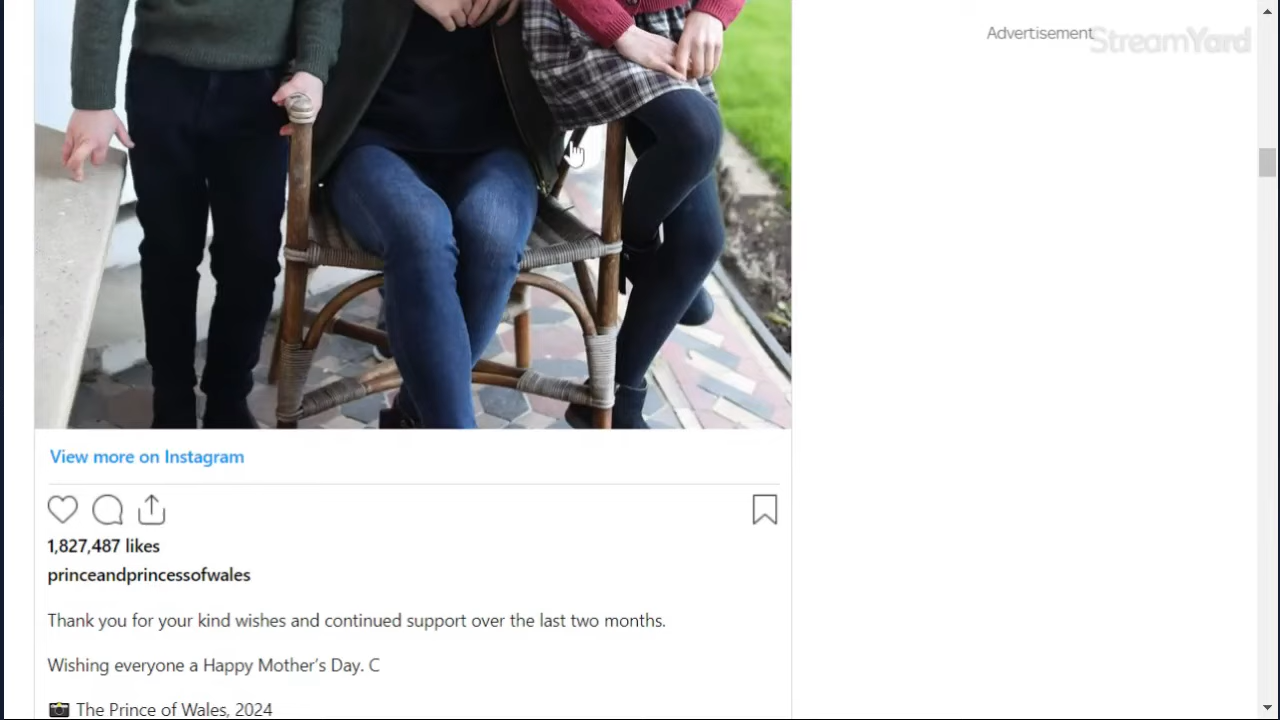 Advertisement
StreamYard
View more on Instagram
1,827,487 likes
princeandprincessofwales
Thank you for your kind wishes and continued support over the last two months.
Wishing everyone a Happy Mother’s Day. C
📷 The Prince of Wales, 2024